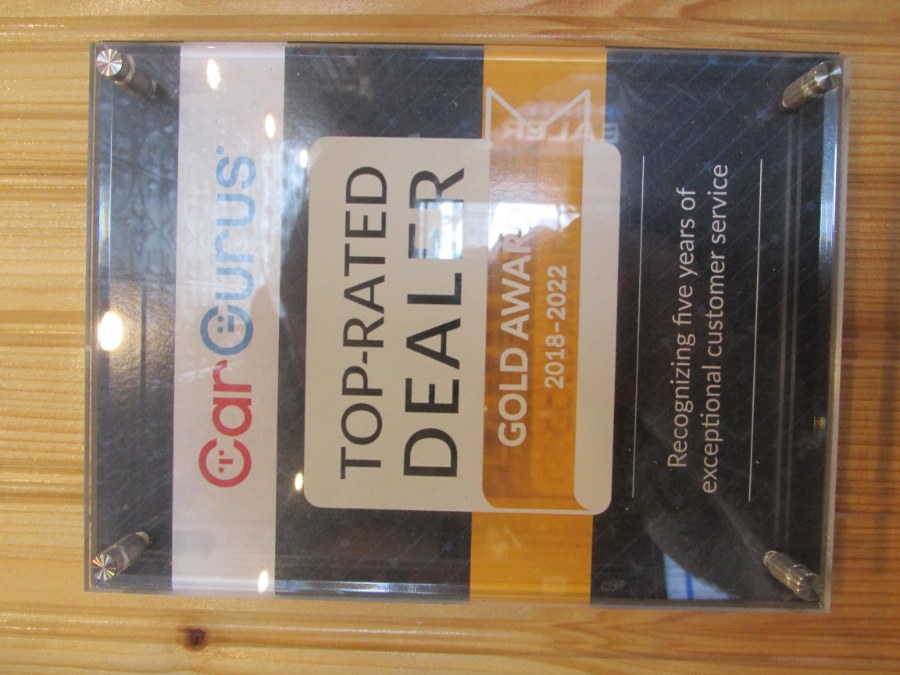 CarGurus
TOP-RATED
DEALER
GOLD AWARD
2018–2022
Recognizing five years of
exceptional customer service